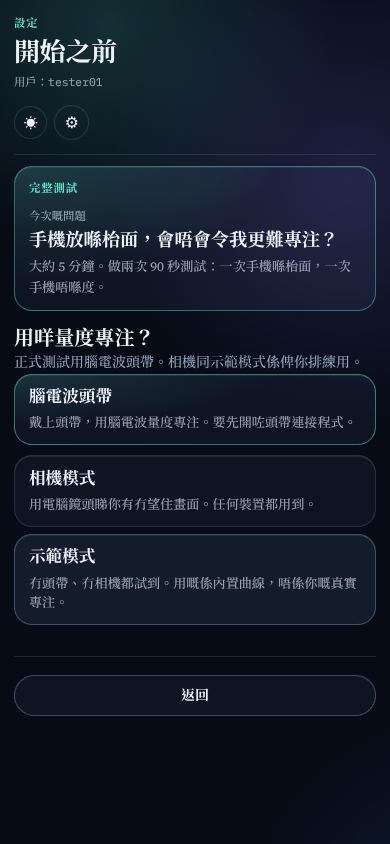 設定
開始之前
用戶：tester01
完整測試
今次嘅問題
手機放喺枱面，會唔會令我更難專注？
大約 5 分鐘。做兩次 90 秒測試：一次手機喺枱面，一次
手機唔喺度。
用咩量度專注？
正式測試用腦電波頭帶。相機同示範模式係俾你排練用。
腦電波頭帶
戴上頭帶，用腦電波量度專注。要先開咗頭帶連接程式。
相機模式
用電腦鏡頭睇你有冇望住畫面。任何裝置都用到。
示範模式
冇頭帶、冇相機都試到。用嘅係內置曲線，唔係你嘅真實
專注。
返回